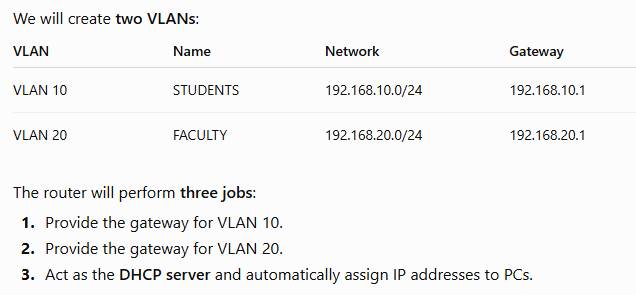 We will create two VLANs:
VLAN Name Network Gateway
VLAN 10 STUDENTS 192.168.10.0/24 192.168.10.1
VLAN 20 FACULTY 192.168.20.0/24 192.168.20.1
The router will perform three jobs:
1. Provide the gateway for VLAN 10.
2. Provide the gateway for VLAN 20.
3. Act as the DHCP server and automatically assign IP addresses to PCs.